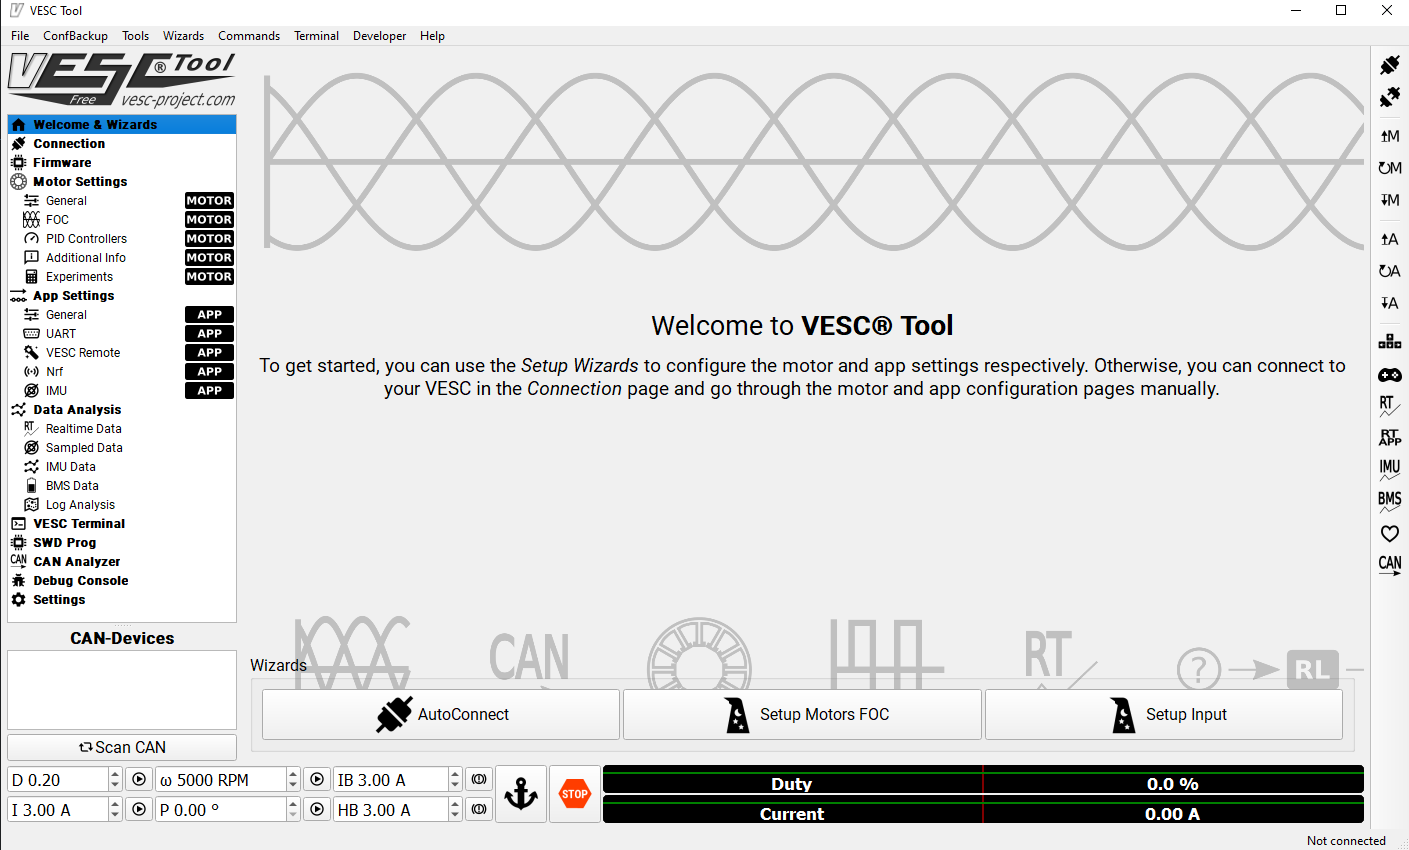 VESC Tool
File ConfBackup Tools Wizards Commands Terminal Developer Help
VESC® Tool
Free vesc-project.com
Welcome & Wizards
Connection
Firmware
Motor Settings
General MOTOR
FOC MOTOR
PID Controllers MOTOR
Additional Info MOTOR
Experiments MOTOR
App Settings
General APP
UART APP
VESC Remote APP
Nrf APP
IMU APP
Data Analysis
RT Realtime Data
Sampled Data
IMU Data
BMS Data
Log Analysis
VESC Terminal
SWD Prog
CAN CAN Analyzer
Debug Console
Settings
CAN-Devices
Scan CAN
Welcome to VESC® Tool
To get started, you can use the Setup Wizards to configure the motor and app settings respectively. Otherwise, you can connect to
your VESC in the Connection page and go through the motor and app configuration pages manually.
CAN RT ? RL
Wizards
AutoConnect Setup Motors FOC Setup Input
D 0.20 ω 5000 RPM IB 3.00 A
I 3.00 A P 0.00 ° HB 3.00 A
STOP
Duty 0.0 %
Current 0.00 A
M
M
M
A
A
A
RT
RT
APP
IMU
BMS
CAN
Not connected